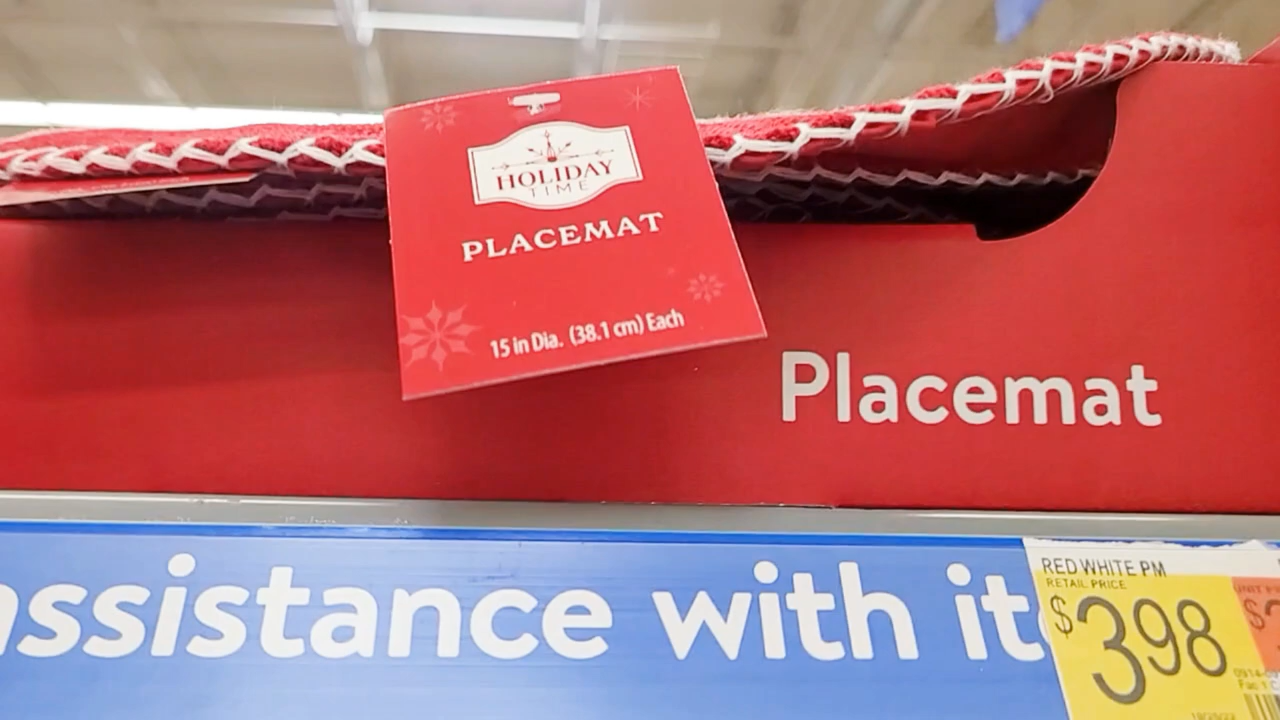 HOLIDAY
TIME
PLACEMAT
15 in Dia. (38.1 cm) Each
Placemat
assistance with it
RED WHITE PM
RETAIL PRICE
$398